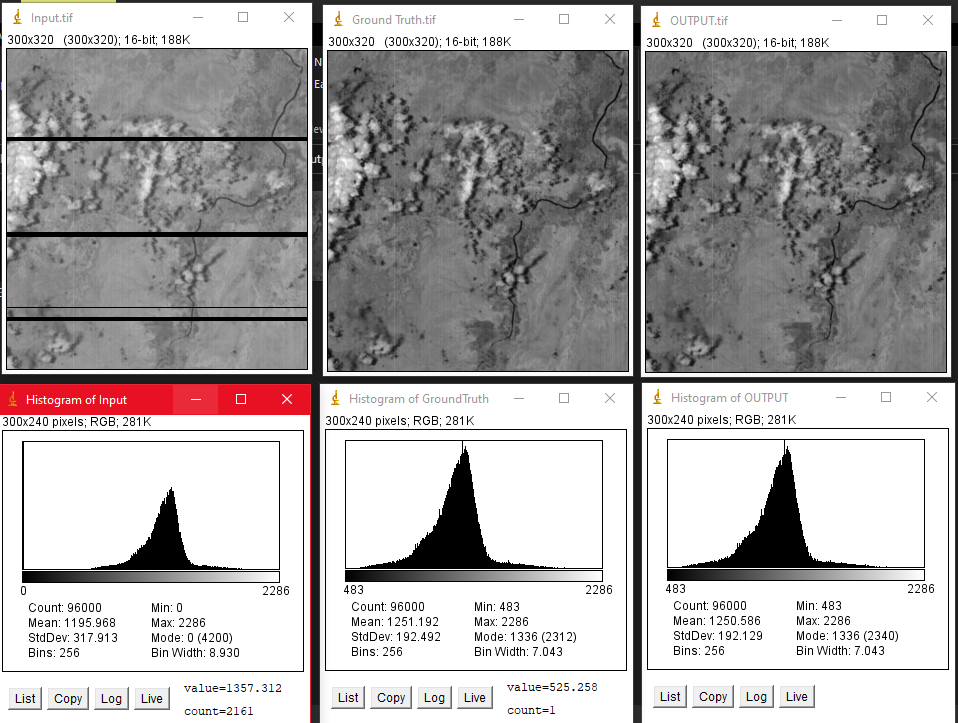 Input.tif
300x320 (300x320); 16-bit; 188K
Ground Truth.tif
300x320 (300x320); 16-bit; 188K
OUTPUT.tif
300x320 (300x320); 16-bit; 188K
Histogram of Input
300x240 pixels; RGB; 281K
0 2286
Count: 96000 Min: 0
Mean: 1195.968 Max: 2286
StdDev: 317.913 Mode: 0 (4200)
Bins: 256 Bin Width: 8.930
List Copy Log Live
value=1357.312
count=2161
Histogram of GroundTruth
300x240 pixels; RGB; 281K
483 2286
Count: 96000 Min: 483
Mean: 1251.192 Max: 2286
StdDev: 192.492 Mode: 1336 (2312)
Bins: 256 Bin Width: 7.043
List Copy Log Live
value=525.258
count=1
Histogram of OUTPUT
300x240 pixels; RGB; 281K
483 2286
Count: 96000 Min: 483
Mean: 1250.586 Max: 2286
StdDev: 192.129 Mode: 1336 (2340)
Bins: 256 Bin Width: 7.043
List Copy Log Live